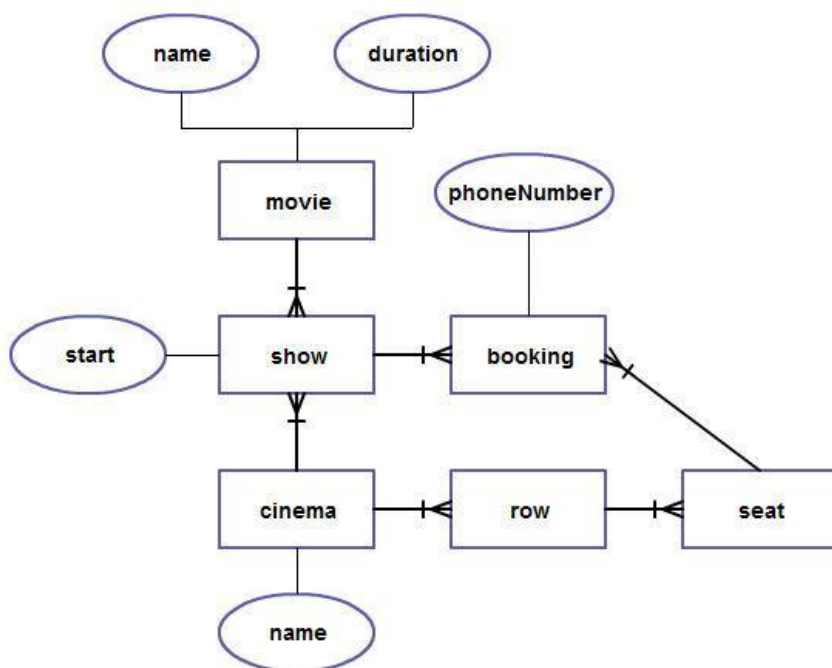 name
duration
movie
phoneNumber
start
show
booking
cinema
row
seat
name